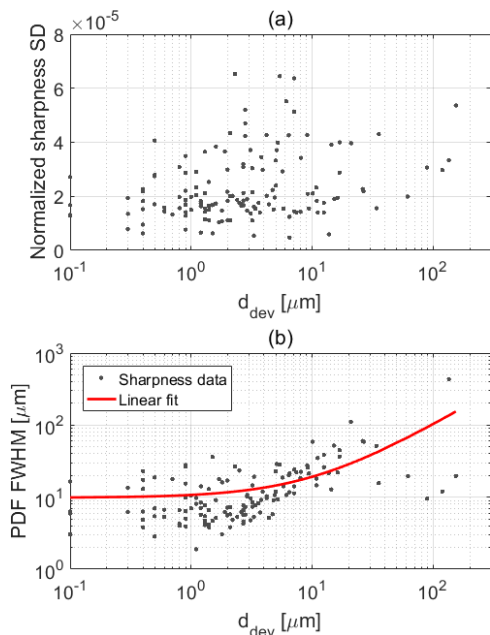 (a)
× 10⁻⁵
8
6
4
2
0
Normalized sharpness SD
10⁻¹ 10⁰ 10¹ 10²
d_dev [μm]
(b)
10³
10²
10¹
10⁰
PDF FWHM [μm]
Sharpness data
Linear fit
10⁻¹ 10⁰ 10¹ 10²
d_dev [μm]